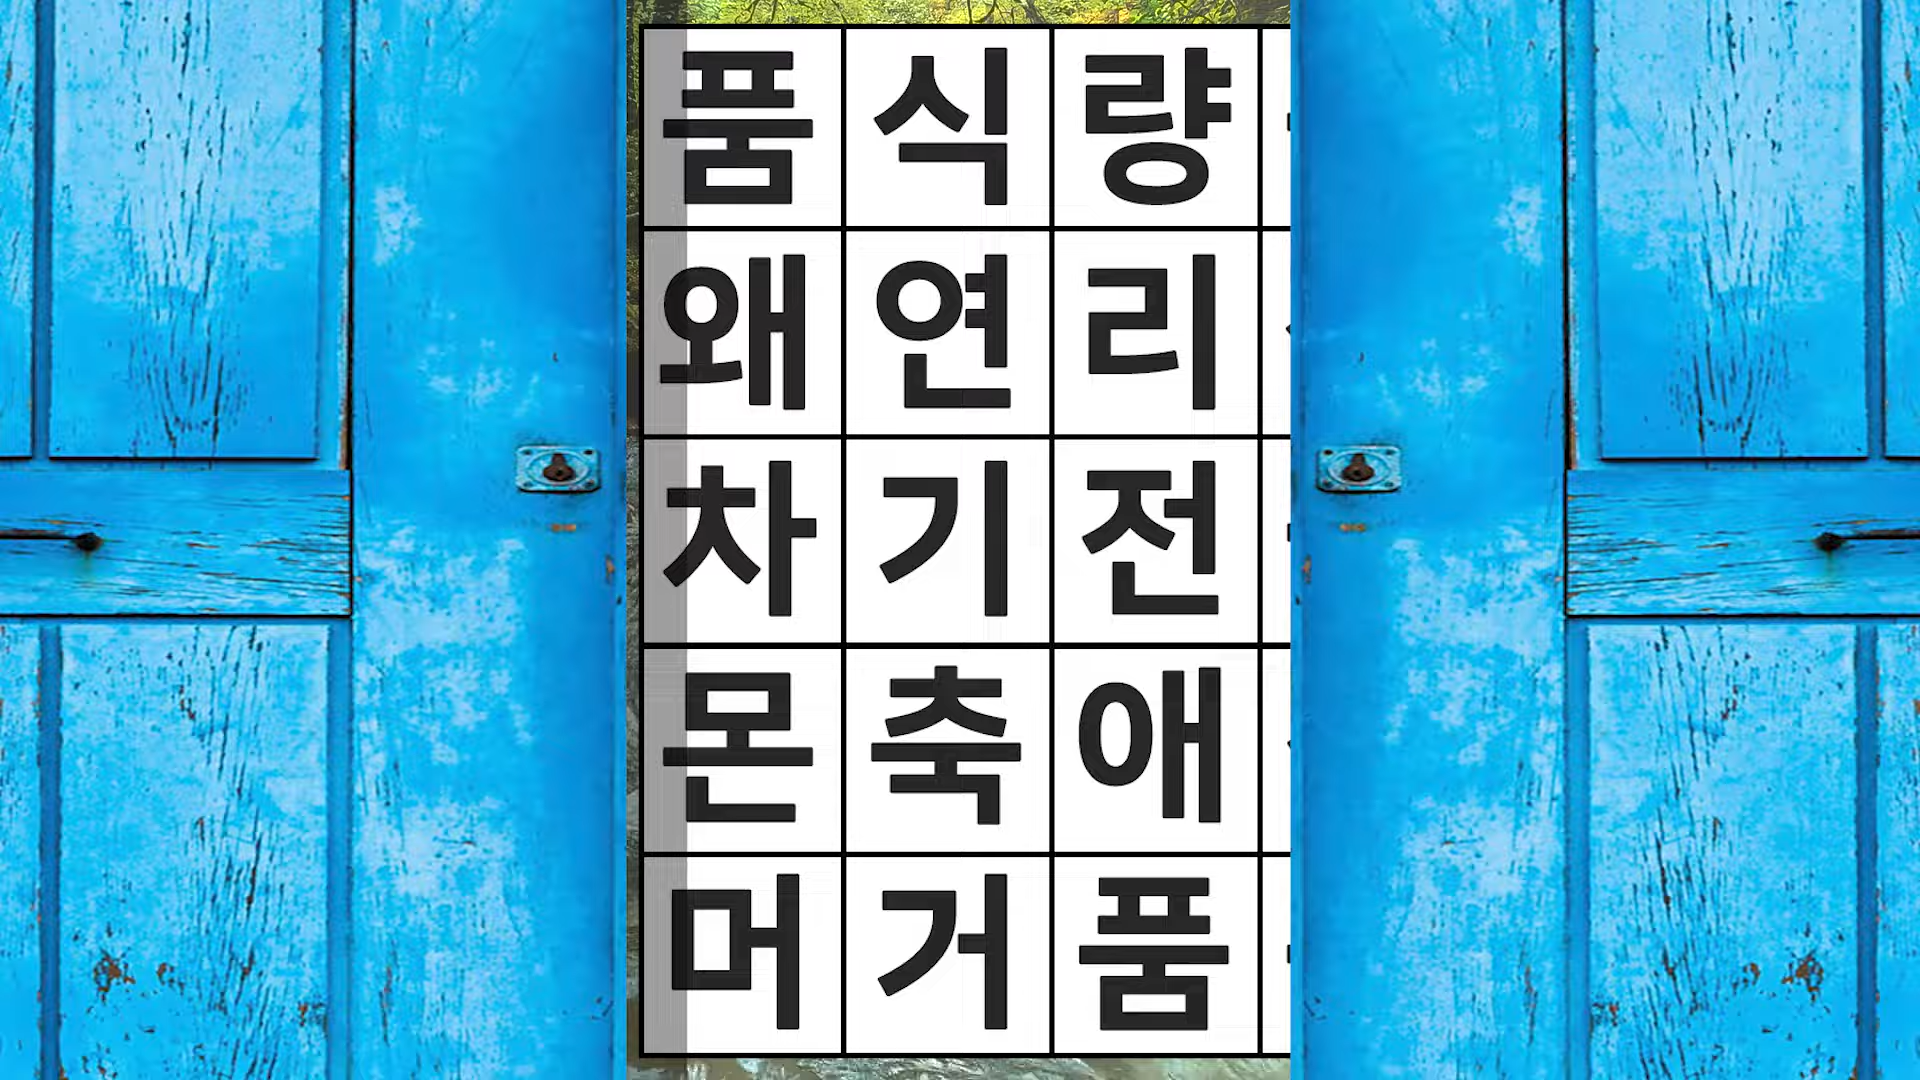 품 식 량
왜 연 리
차 기 전
몬 축 애
머 거 품